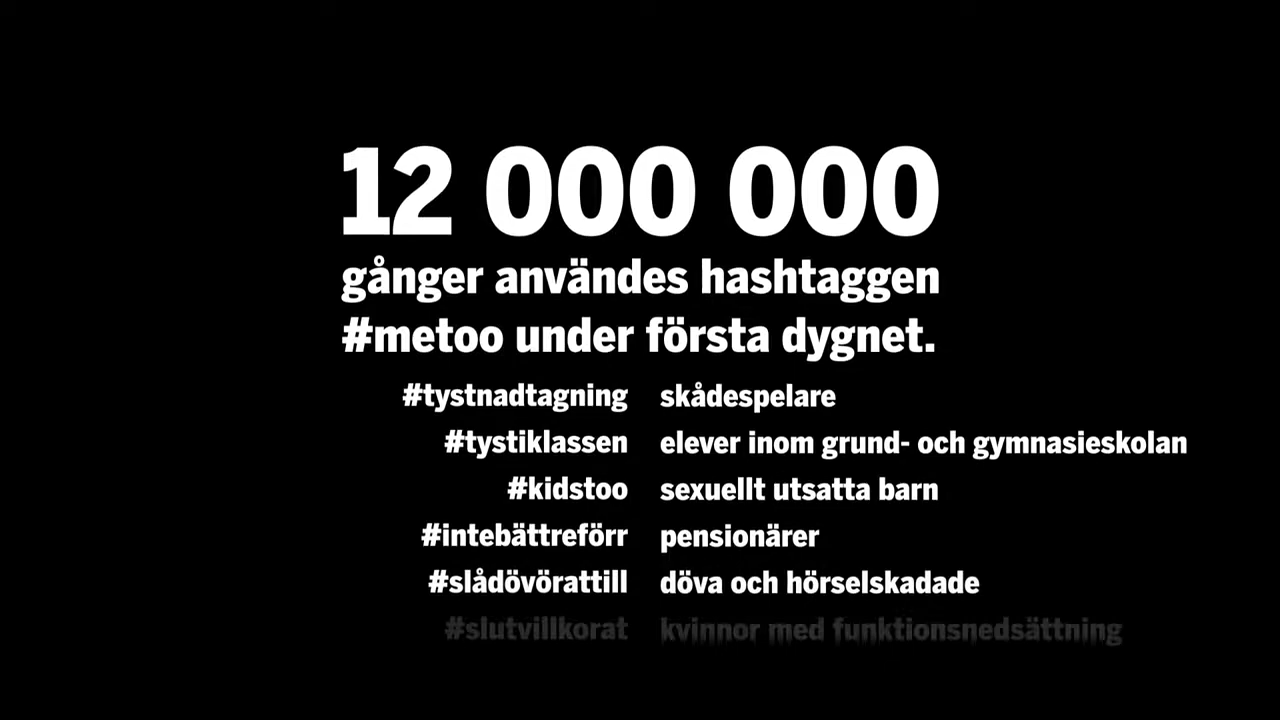 12 000 000
gånger användes hashtaggen
#metoo under första dygnet.
#tystnadtagning skådespelare
#tystiklassen elever inom grund- och gymnasieskolan
#kidstoo sexuellt utsatta barn
#intebättreförr pensionärer
#slådövörattill döva och hörselskadade
#slutvillkorat kvinnor med funktionsnedsättning